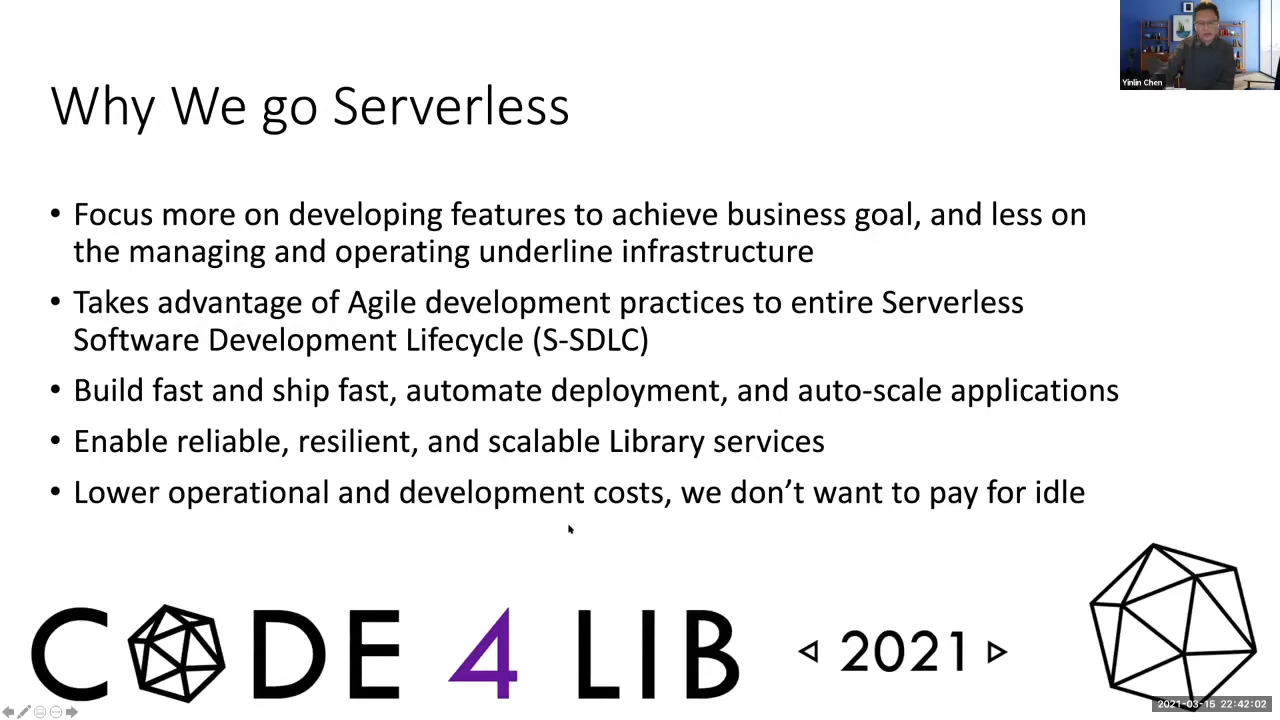 Yinlin Chen
Why We go Serverless
• Focus more on developing features to achieve business goal, and less on
the managing and operating underline infrastructure
• Takes advantage of Agile development practices to entire Serverless
Software Development Lifecycle (S-SDLC)
• Build fast and ship fast, automate deployment, and auto-scale applications
• Enable reliable, resilient, and scalable Library services
• Lower operational and development costs, we don’t want to pay for idle
CODE 4 LIB
2021
2021-03-15 22:42:02